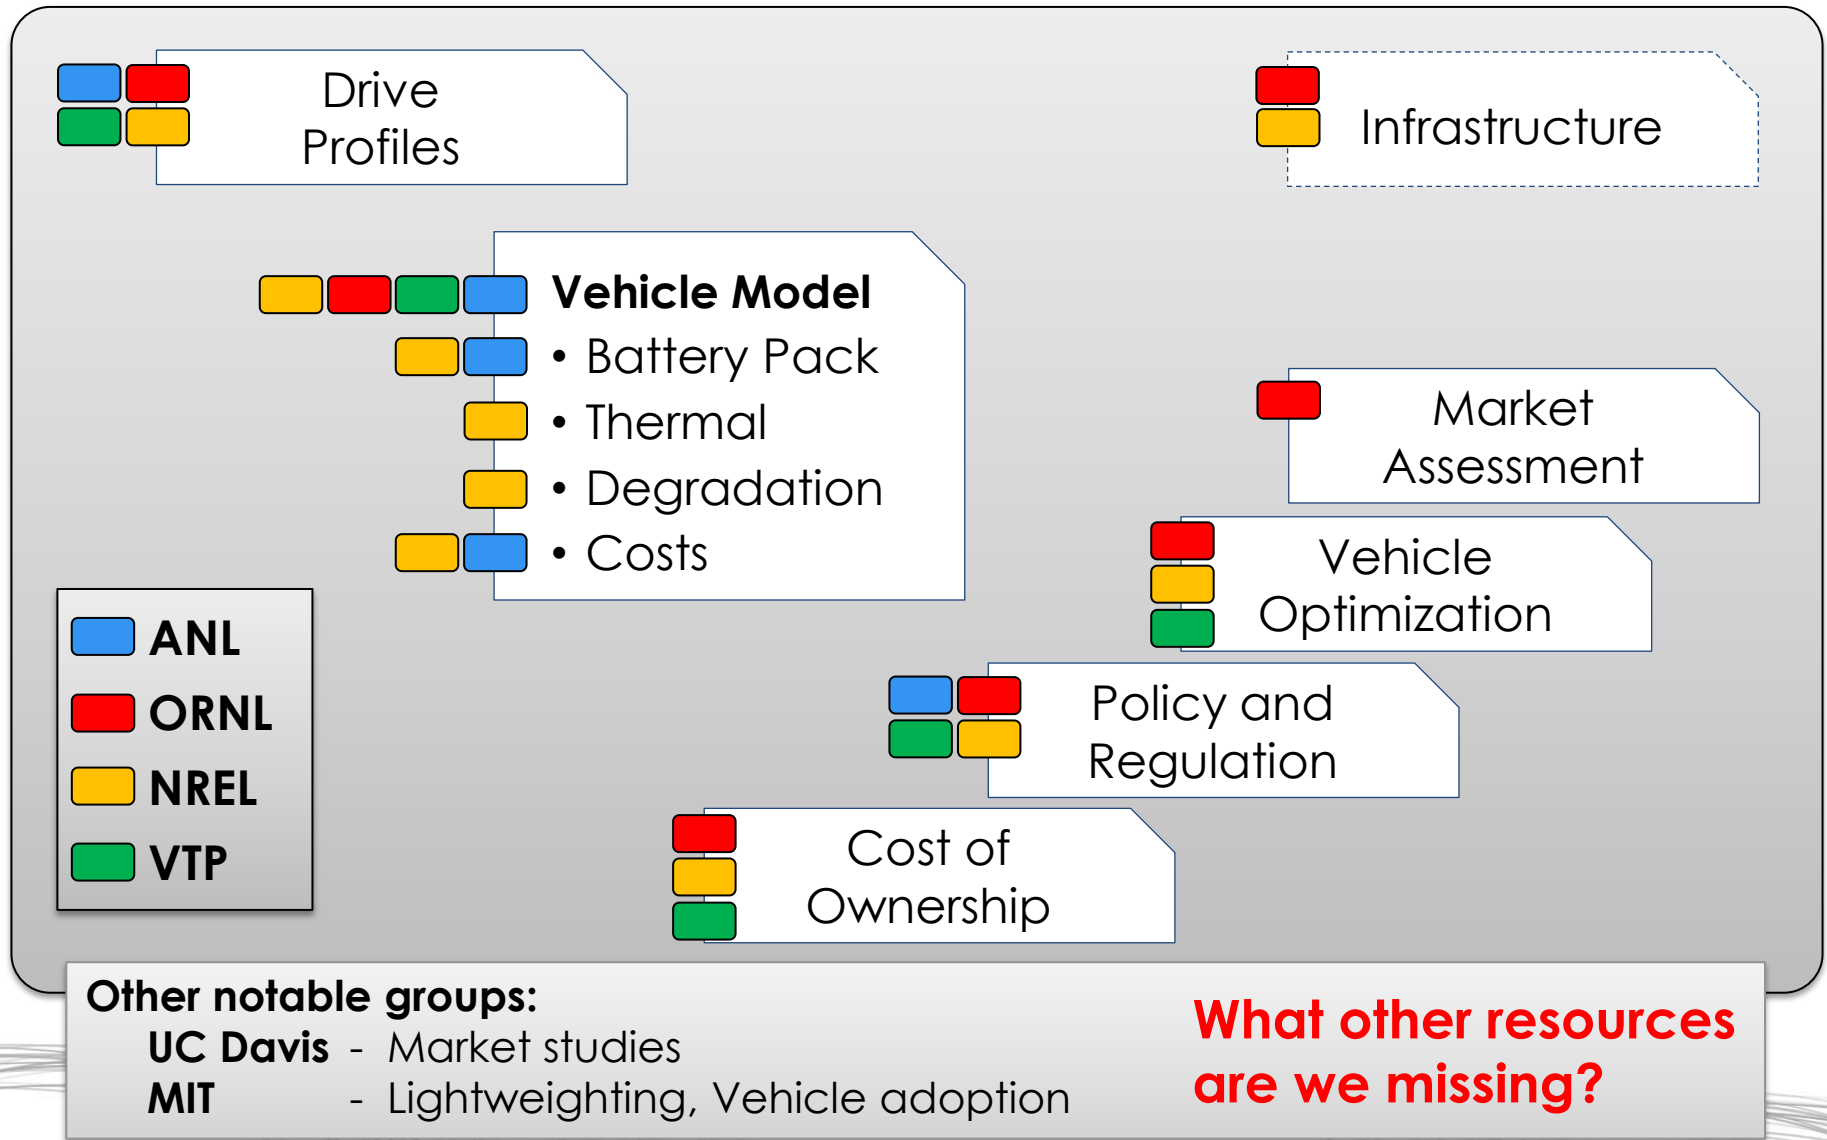 Drive
Profiles
Infrastructure
Vehicle Model
• Battery Pack
• Thermal
• Degradation
• Costs
Market
Assessment
Vehicle
Optimization
Policy and
Regulation
Cost of
Ownership
ANL
ORNL
NREL
VTP
Other notable groups:
UC Davis - Market studies
MIT - Lightweighting, Vehicle adoption
What other resources
are we missing?